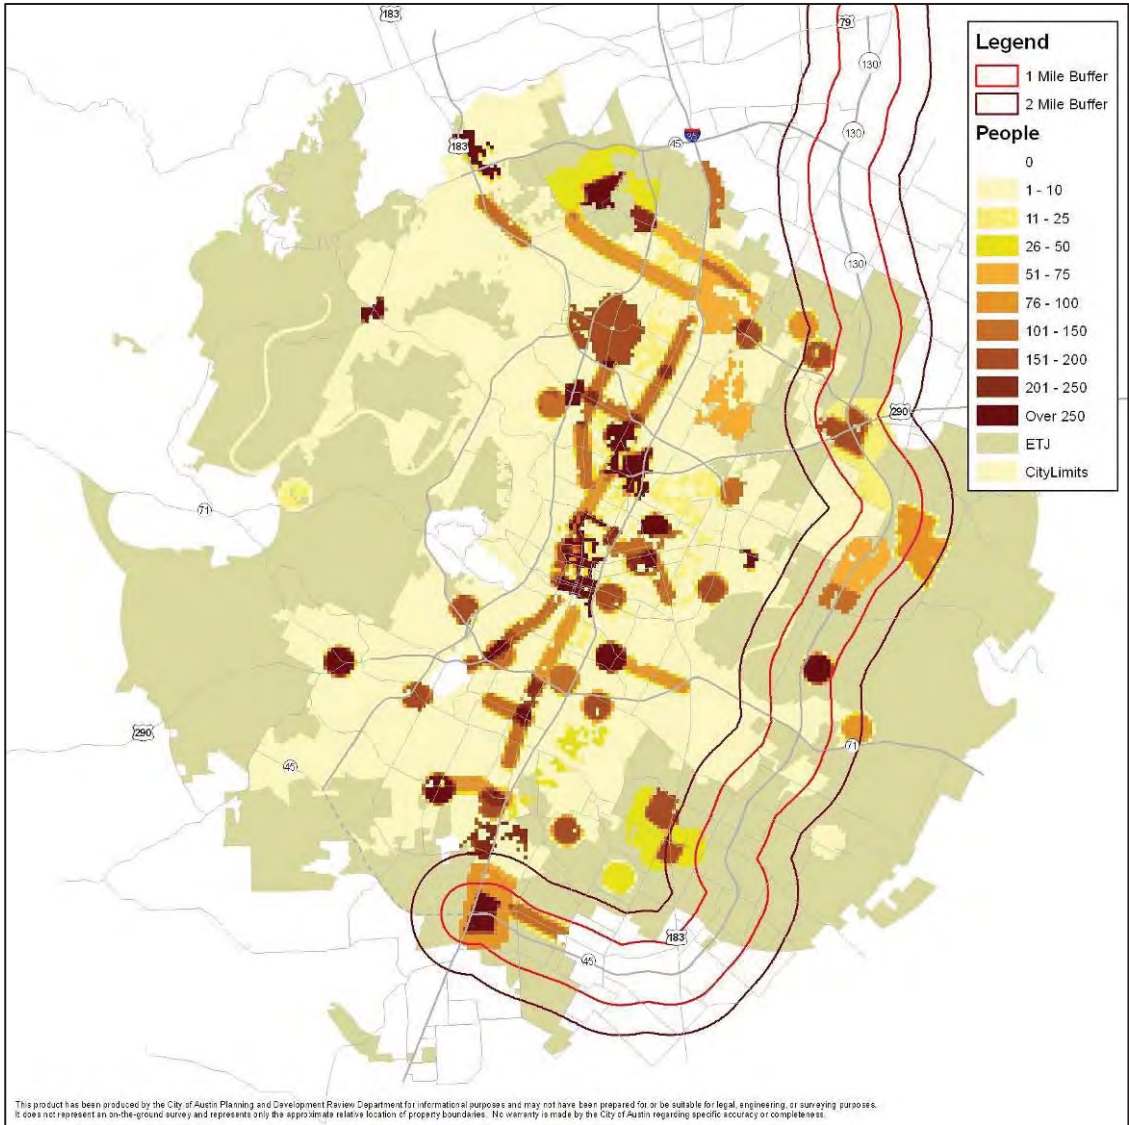 183
79
130
Legend
1 Mile Buffer
2 Mile Buffer
People
0
1 - 10
11 - 25
26 - 50
51 - 75
76 - 100
101 - 150
151 - 200
201 - 250
Over 250
ETJ
CityLimits
130
35
45
183
130
290
71
290
71
45
183
45
This product has been produced by the City of Austin Planning and Development Review Department for informational purposes and may not have been prepared for or be suitable for legal, engineering, or surveying purposes.
It does not represent an on-the-ground survey and represents only the approximate relative location of property boundaries. No warranty is made by the City of Austin regarding specific accuracy or completeness.